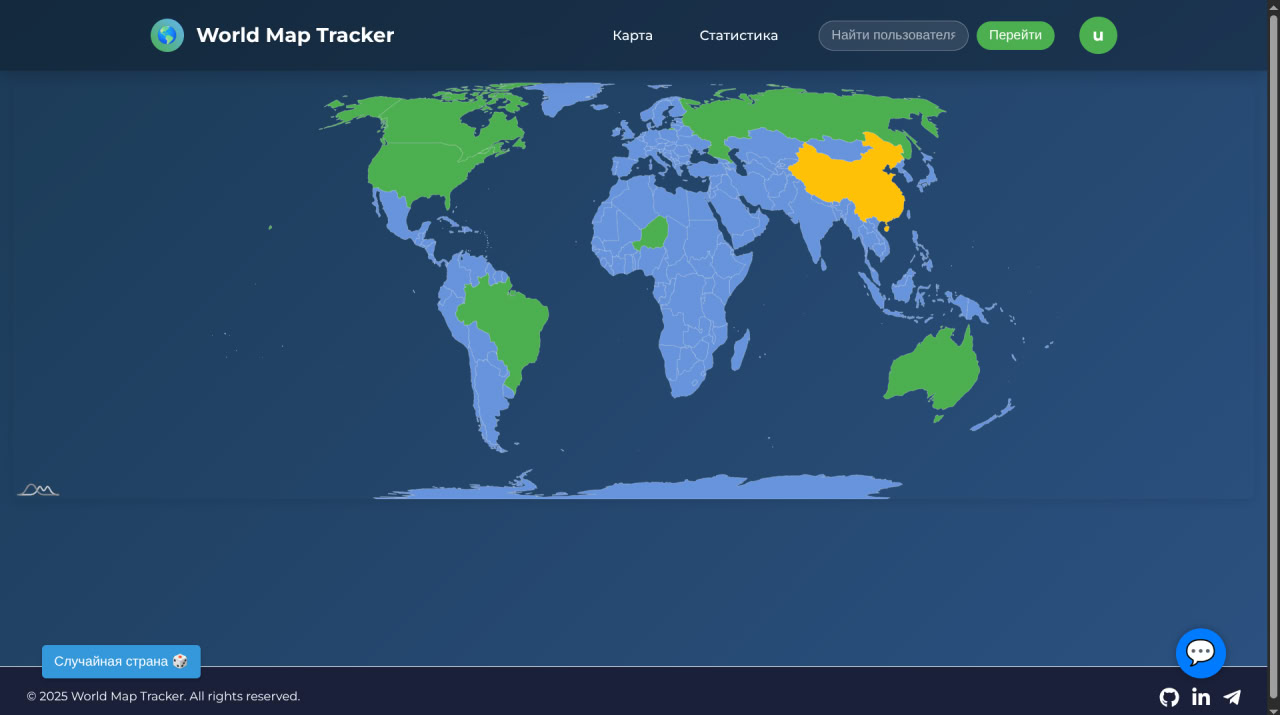 World Map Tracker
Карта
Статистика
Найти пользователя
Перейти
u
Случайная страна
© 2025 World Map Tracker. All rights reserved.